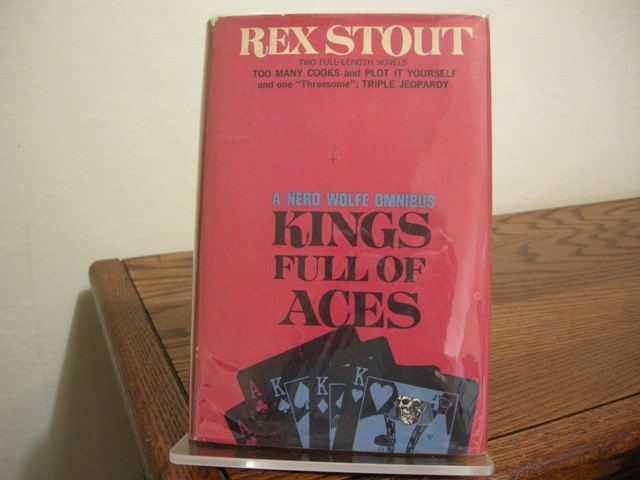 REX STOUT
TWO FULL-LENGTH NOVELS
TOO MANY COOKS and PLOT IT YOURSELF
and one "Threesome": TRIPLE JEOPARDY
A NERO WOLFE OMNIBUS
KINGS
FULL OF
ACES
A
A
K
K
K